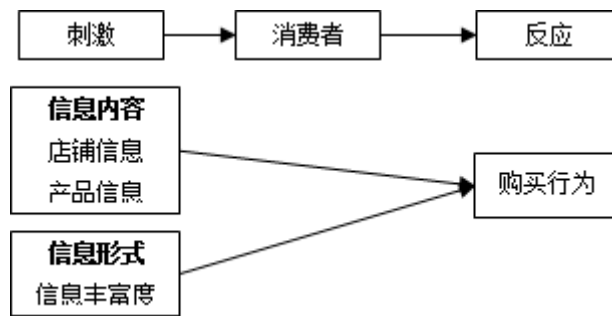 刺激
消费者
反应
信息内容
店铺信息
产品信息
购买行为
信息形式
信息丰富度